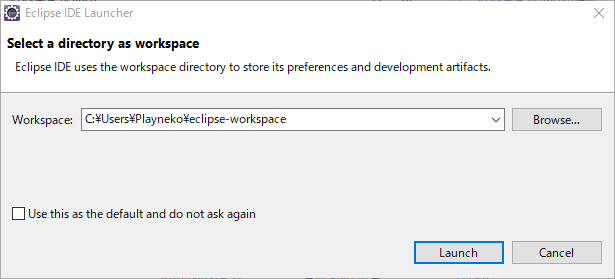 Eclipse IDE Launcher
Select a directory as workspace
Eclipse IDE uses the workspace directory to store its preferences and development artifacts.
Workspace: C:¥Users¥Playneko¥eclipse-workspace Browse...
Use this as the default and do not ask again
Launch Cancel